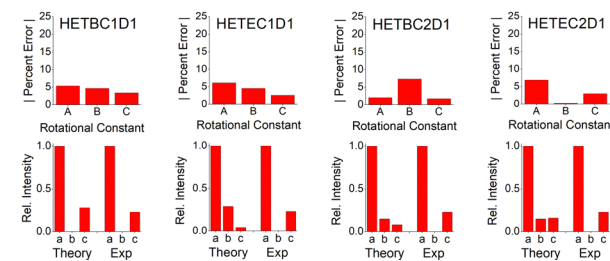 HETBC1D1
| Percent Error |
25
20
15
10
5
0
A B C
Rotational Constant
HETEC1D1
| Percent Error |
25
20
15
10
5
0
A B C
Rotational Constant
HETBC2D1
| Percent Error |
25
20
15
10
5
0
A B C
Rotational Constant
HETEC2D1
| Percent Error |
25
20
15
10
5
0
A B C
Rotational Constant
Rel. Intensity
1.0
0.5
0.0
a b c a b c
Theory Exp
Rel. Intensity
1.0
0.5
0.0
a b c a b c
Theory Exp
Rel. Intensity
1.0
0.5
0.0
a b c a b c
Theory Exp
Rel. Intensity
1.0
0.5
0.0
a b c a b c
Theory Exp